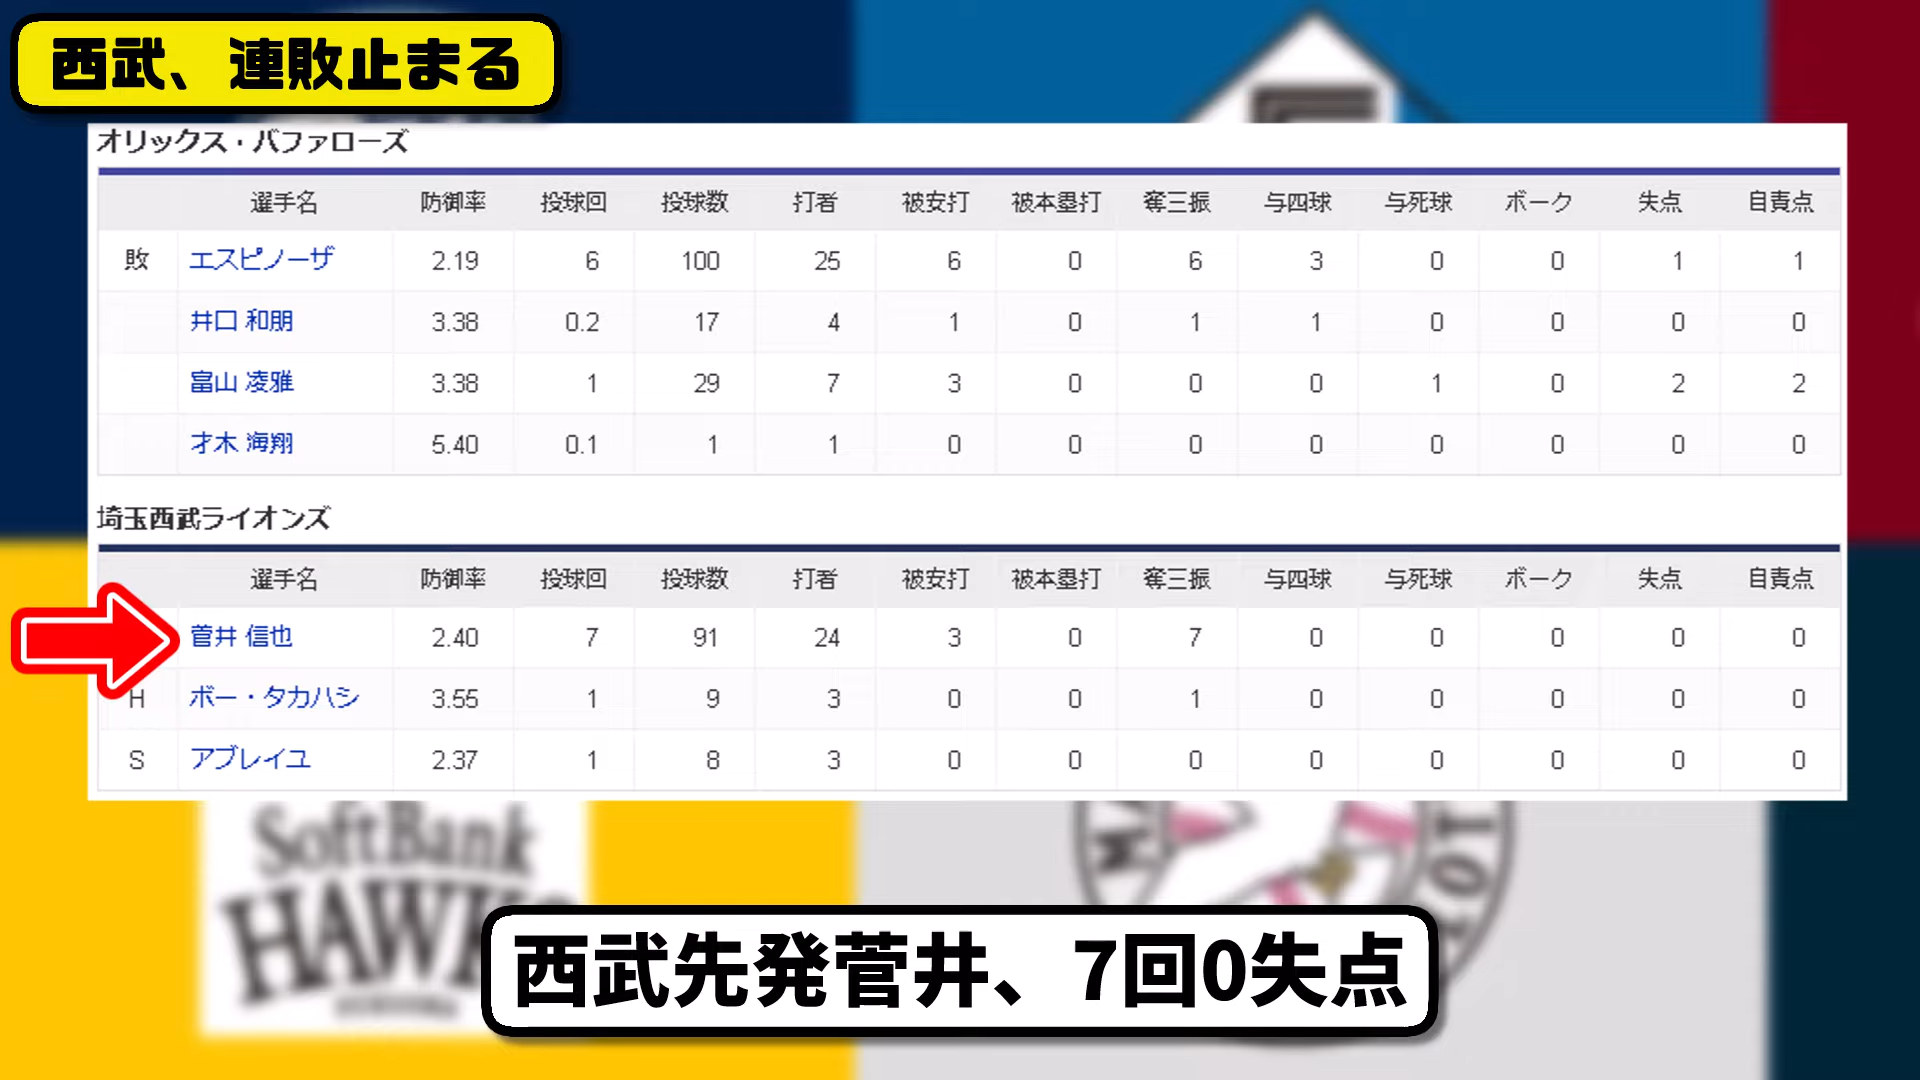 西武、連敗止まる
オリックス・バファローズ
選手名 防御率 投球回 投球数 打者 被安打 被本塁打 奪三振 与四球 与死球 ボーク 失点 自責点
敗 エスピノーザ 2.19 6 100 25 6 0 6 3 0 0 1 1
井口 和朋 3.38 0.2 17 4 1 0 1 1 0 0 0 0
富山 凌雅 3.38 1 29 7 3 0 0 0 1 0 2 2
才木 海翔 5.40 0.1 1 1 0 0 0 0 0 0 0 0
埼玉西武ライオンズ
選手名 防御率 投球回 投球数 打者 被安打 被本塁打 奪三振 与四球 与死球 ボーク 失点 自責点
菅井 信也 2.40 7 91 24 3 0 7 0 0 0 0 0
H ボー・タカハシ 3.55 1 9 3 0 0 1 0 0 0 0 0
S アブレイユ 2.37 1 8 3 0 0 0 0 0 0 0 0
SoftBank
HAWK
西武先発菅井、7回0失点